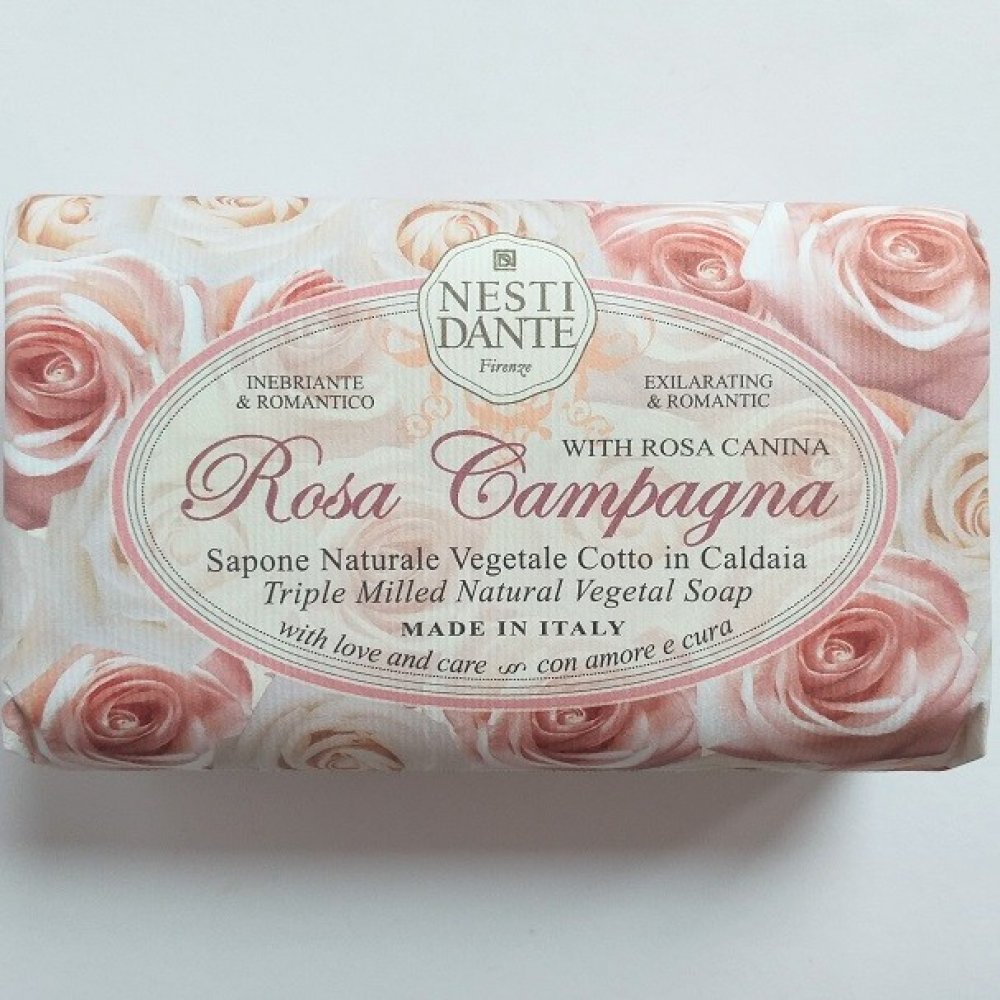 NESTI
DANTE
Firenze
INEBRIANTE
& ROMANTICO
EXILARATING
& ROMANTIC
WITH ROSA CANINA
Rosa Campagna
Sapone Naturale Vegetale Cotto in Caldaia
Triple Milled Natural Vegetal Soap
MADE IN ITALY
with love and care con amore e cura